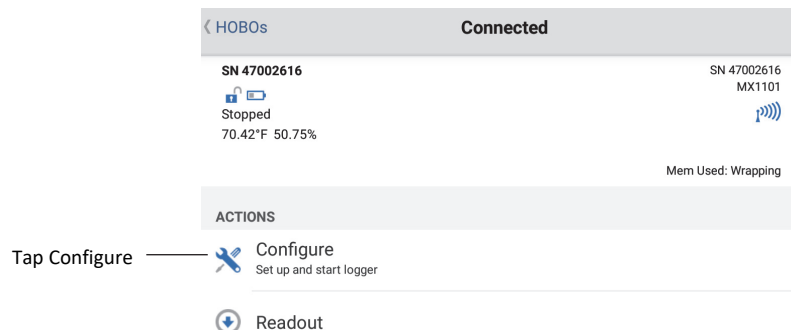 HOBOs
Connected
SN 47002616
SN 47002616
MX1101
Stopped
70.42°F 50.75%
Mem Used: Wrapping
ACTIONS
Tap Configure
Configure
Set up and start logger
Readout